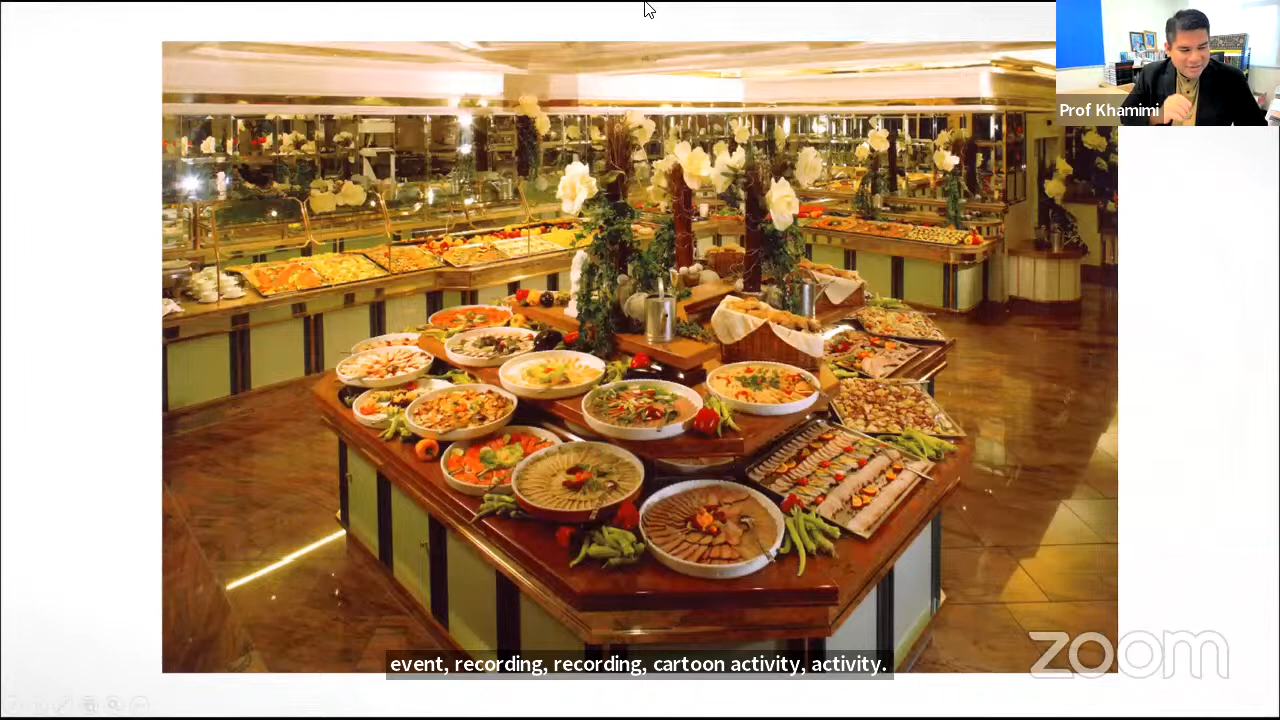 Prof Khamimi
event, recording, recording, cartoon activity, activity.
zoom